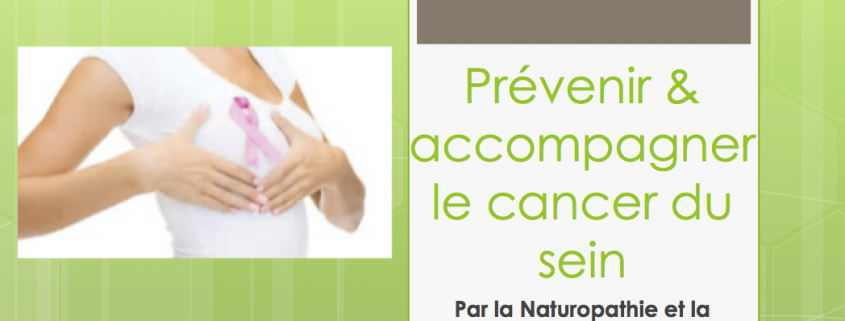 Prévenir &
accompagner
le cancer du
sein
Par la Naturopathie et la